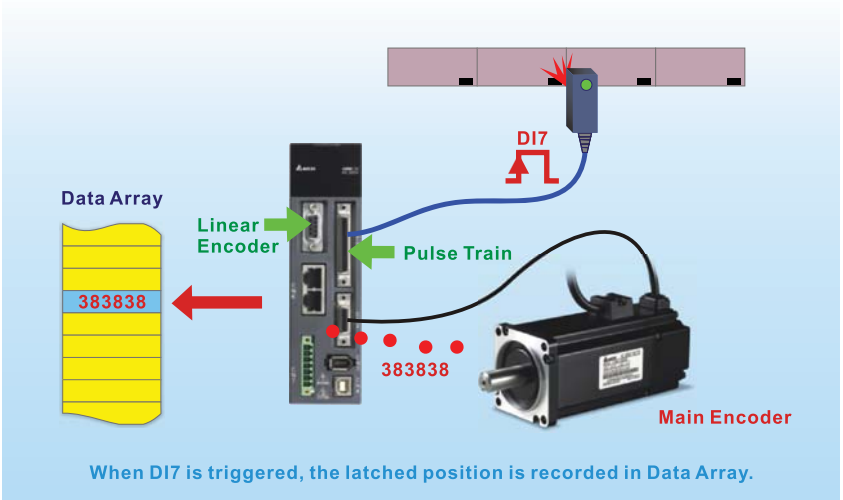 DI7
Data Array
Linear
Encoder
Pulse Train
383838
383838
Main Encoder
When DI7 is triggered, the latched position is recorded in Data Array.